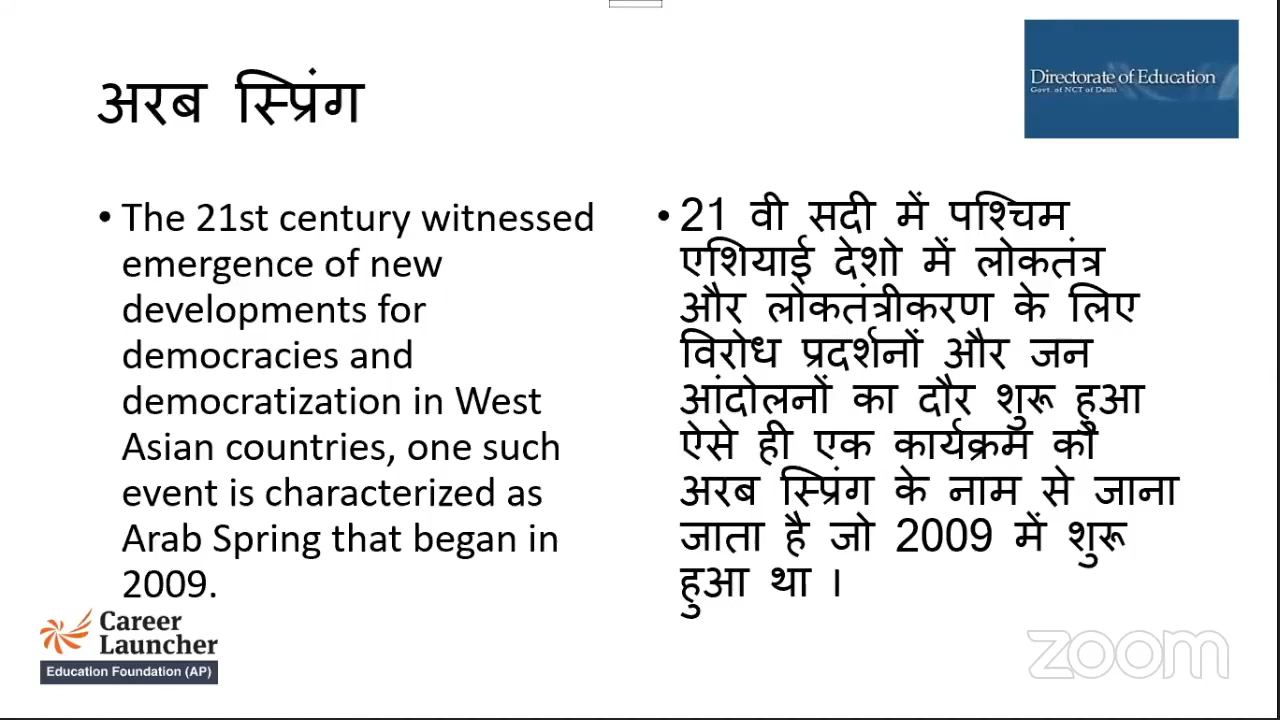 अरब स्प्रिंग
Directorate of Education
Govt. of NCT of Delhi
• The 21st century witnessed
emergence of new
developments for
democracies and
democratization in West
Asian countries, one such
event is characterized as
Arab Spring that began in
2009.
• 21 वी सदी में पश्चिम
एशियाई देशो में लोकतंत्र
और लोकतंत्रीकरण के लिए
विरोध प्रदर्शनों और जन
आंदोलनों का दौर शुरू हुआ
ऐसे ही एक कार्यक्रम को
अरब स्प्रिंग के नाम से जाना
जाता है जो 2009 में शुरू
हुआ था ।
Career
Launcher
Education Foundation (AP)
zoom